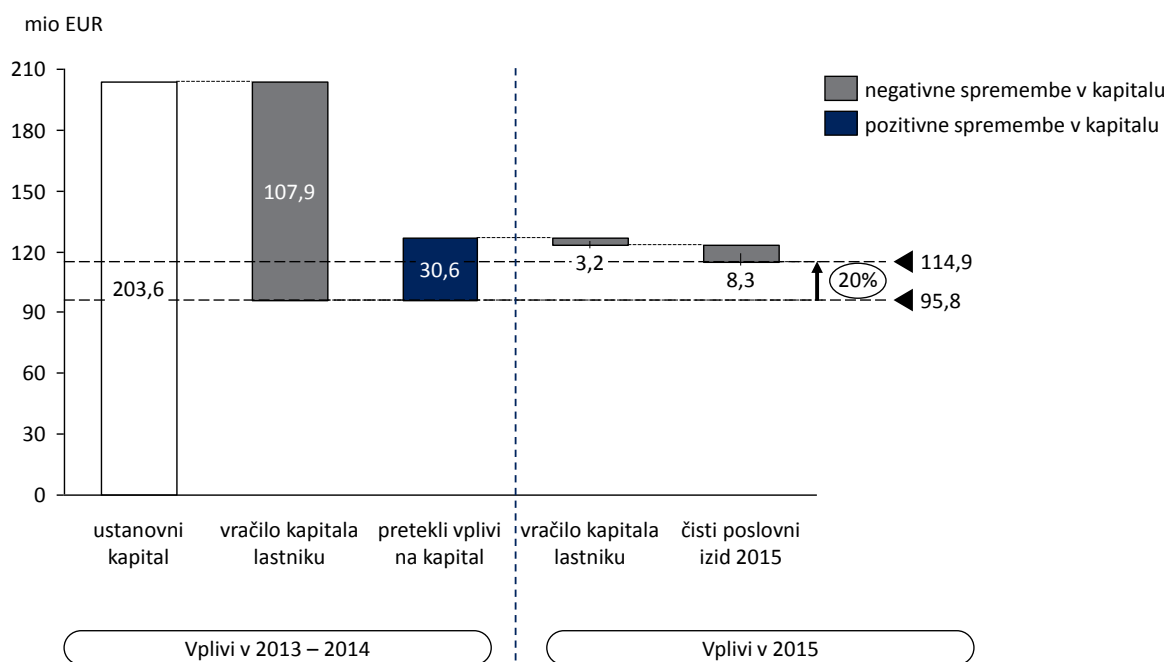 mio EUR
210
180
150
120
90
60
30
0
negativne spremembe v kapitalu
pozitivne spremembe v kapitalu
203,6
107,9
30,6
3,2
8,3
20%
114,9
95,8
ustanovni
kapital
vračilo kapitala
lastniku
pretekli vplivi
na kapital
vračilo kapitala
lastniku
čisti poslovni
izid 2015
Vplivi v 2013 – 2014
Vplivi v 2015